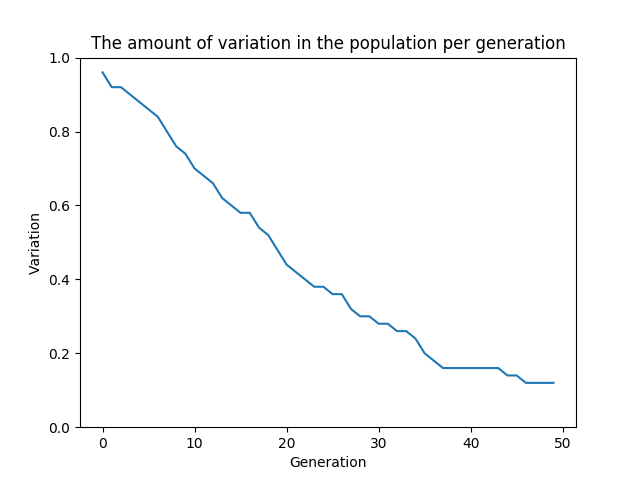 The amount of variation in the population per generation
1.0
0.8
0.6
0.4
0.2
0.0
Variation
0 10 20 30 40 50
Generation